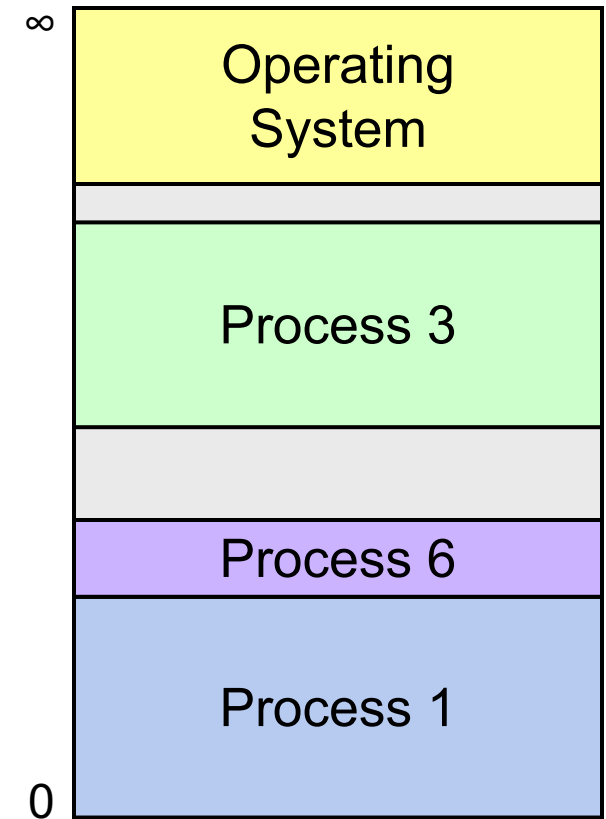 ∞
Operating
System
Process 3
Process 6
Process 1
0